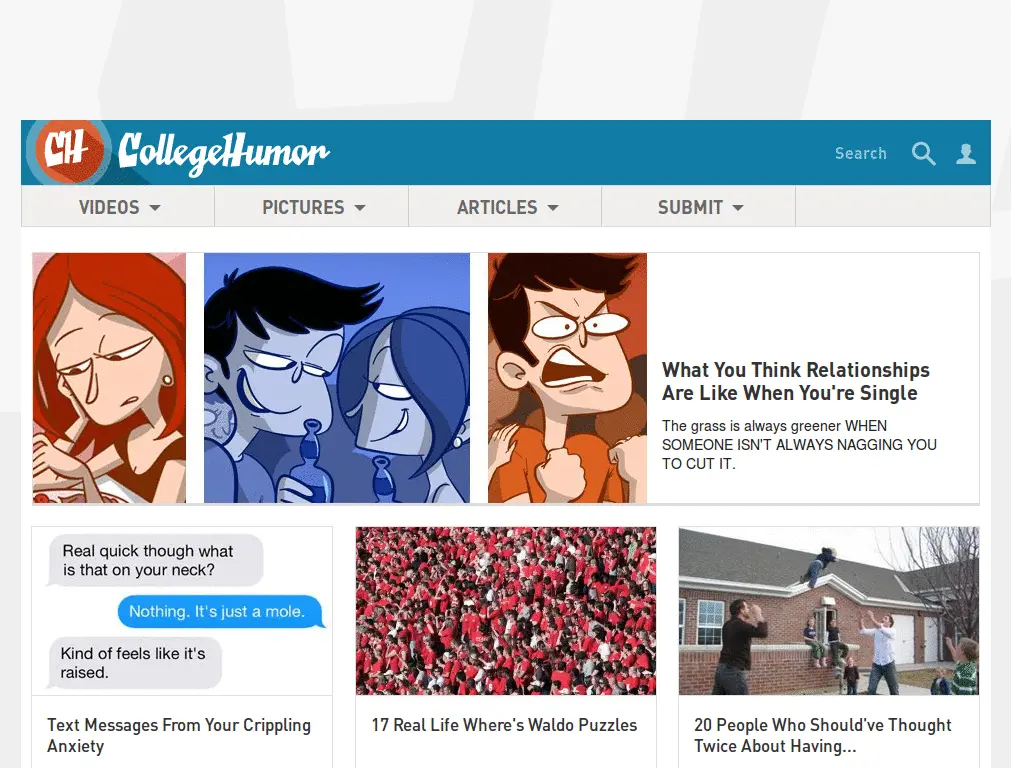 CH CollegeHumor
Search
VIDEOS
PICTURES
ARTICLES
SUBMIT
What You Think Relationships
Are Like When You're Single
The grass is always greener WHEN
SOMEONE ISN'T ALWAYS NAGGING YOU
TO CUT IT.
Real quick though what
is that on your neck?
Nothing. It's just a mole.
Kind of feels like it's
raised.
Text Messages From Your Crippling
Anxiety
17 Real Life Where's Waldo Puzzles
20 People Who Should've Thought
Twice About Having...